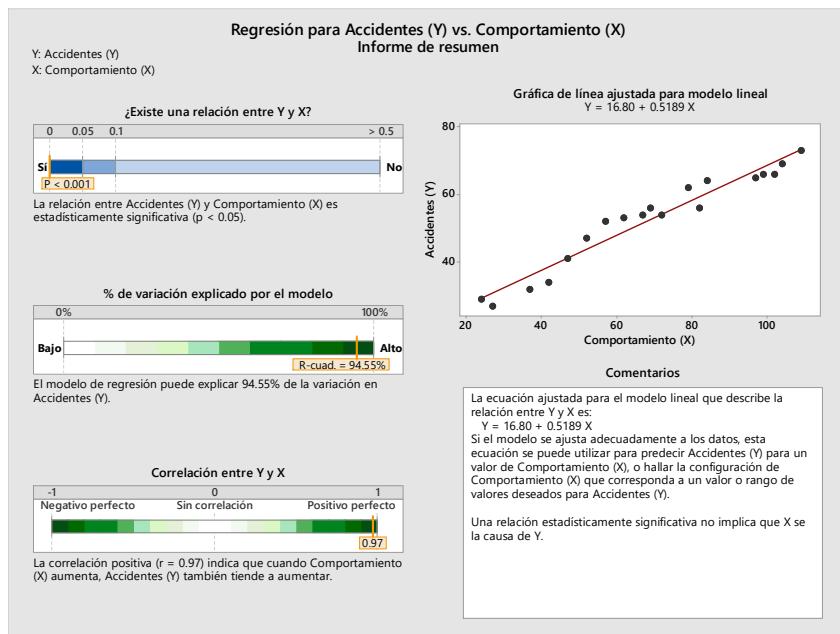 Regresión para Accidentes (Y) vs. Comportamiento (X)
Informe de resumen
Y: Accidentes (Y)
X: Comportamiento (X)
¿Existe una relación entre Y y X?
0 0.05 0.1 > 0.5
Sí No
P < 0.001
La relación entre Accidentes (Y) y Comportamiento (X) es
estadísticamente significativa (p < 0.05).
% de variación explicado por el modelo
0% 100%
Bajo Alto
R-cuad. = 94.55%
El modelo de regresión puede explicar 94.55% de la variación en
Accidentes (Y).
Correlación entre Y y X
-1 0 1
Negativo perfecto Sin correlación Positivo perfecto
0.97
La correlación positiva (r = 0.97) indica que cuando Comportamiento
(X) aumenta, Accidentes (Y) también tiende a aumentar.
Gráfica de línea ajustada para modelo lineal
Y = 16.80 + 0.5189 X
80
60
40
Accidentes (Y)
20 40 60 80 100
Comportamiento (X)
Comentarios
La ecuación ajustada para el modelo lineal que describe la
relación entre Y y X es:
Y = 16.80 + 0.5189 X
Si el modelo se ajusta adecuadamente a los datos, esta
ecuación se puede utilizar para predecir Accidentes (Y) para un
valor de Comportamiento (X), o hallar la configuración de
Comportamiento (X) que corresponda a un valor o rango de
valores deseados para Accidentes (Y).
Una relación estadísticamente significativa no implica que X se
la causa de Y.